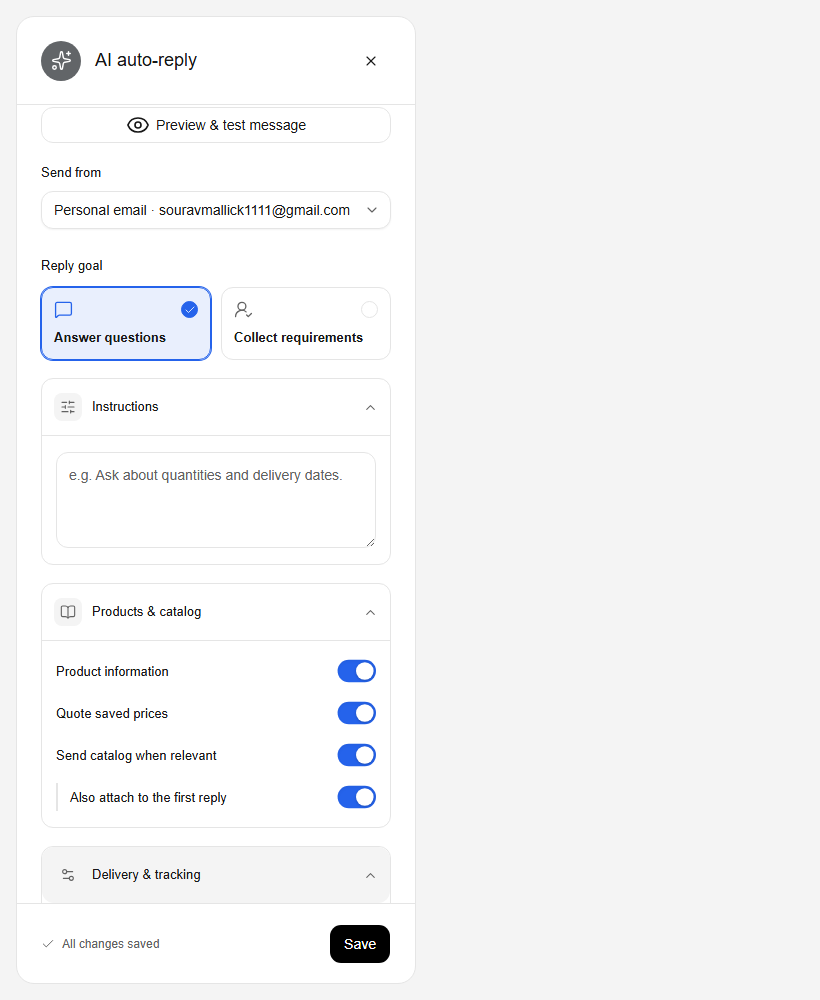 AI auto-reply
Preview & test message
Send from
Personal email · souravmallick1111@gmail.com
Reply goal
Answer questions
Collect requirements
Instructions
e.g. Ask about quantities and delivery dates.
Products & catalog
Product information
Quote saved prices
Send catalog when relevant
Also attach to the first reply
Delivery & tracking
All changes saved
Save